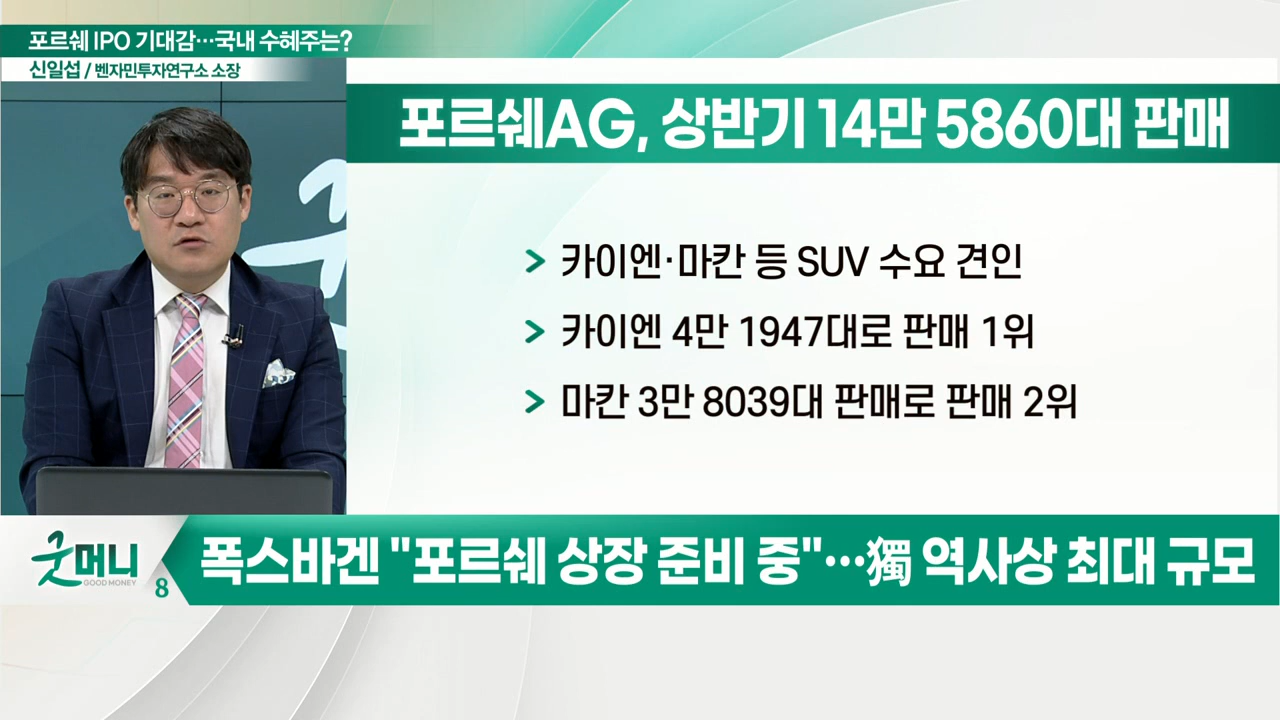 포르쉐 IPO 기대감…국내 수혜주는?
신일섭 / 벤자민투자연구소 소장
포르쉐AG, 상반기 14만 5860대 판매
> 카이엔·마칸 등 SUV 수요 견인
> 카이엔 4만 1947대로 판매 1위
> 마칸 3만 8039대 판매로 판매 2위
굿머니
GOOD MONEY
8
폭스바겐 "포르쉐 상장 준비 중"…獨 역사상 최대 규모